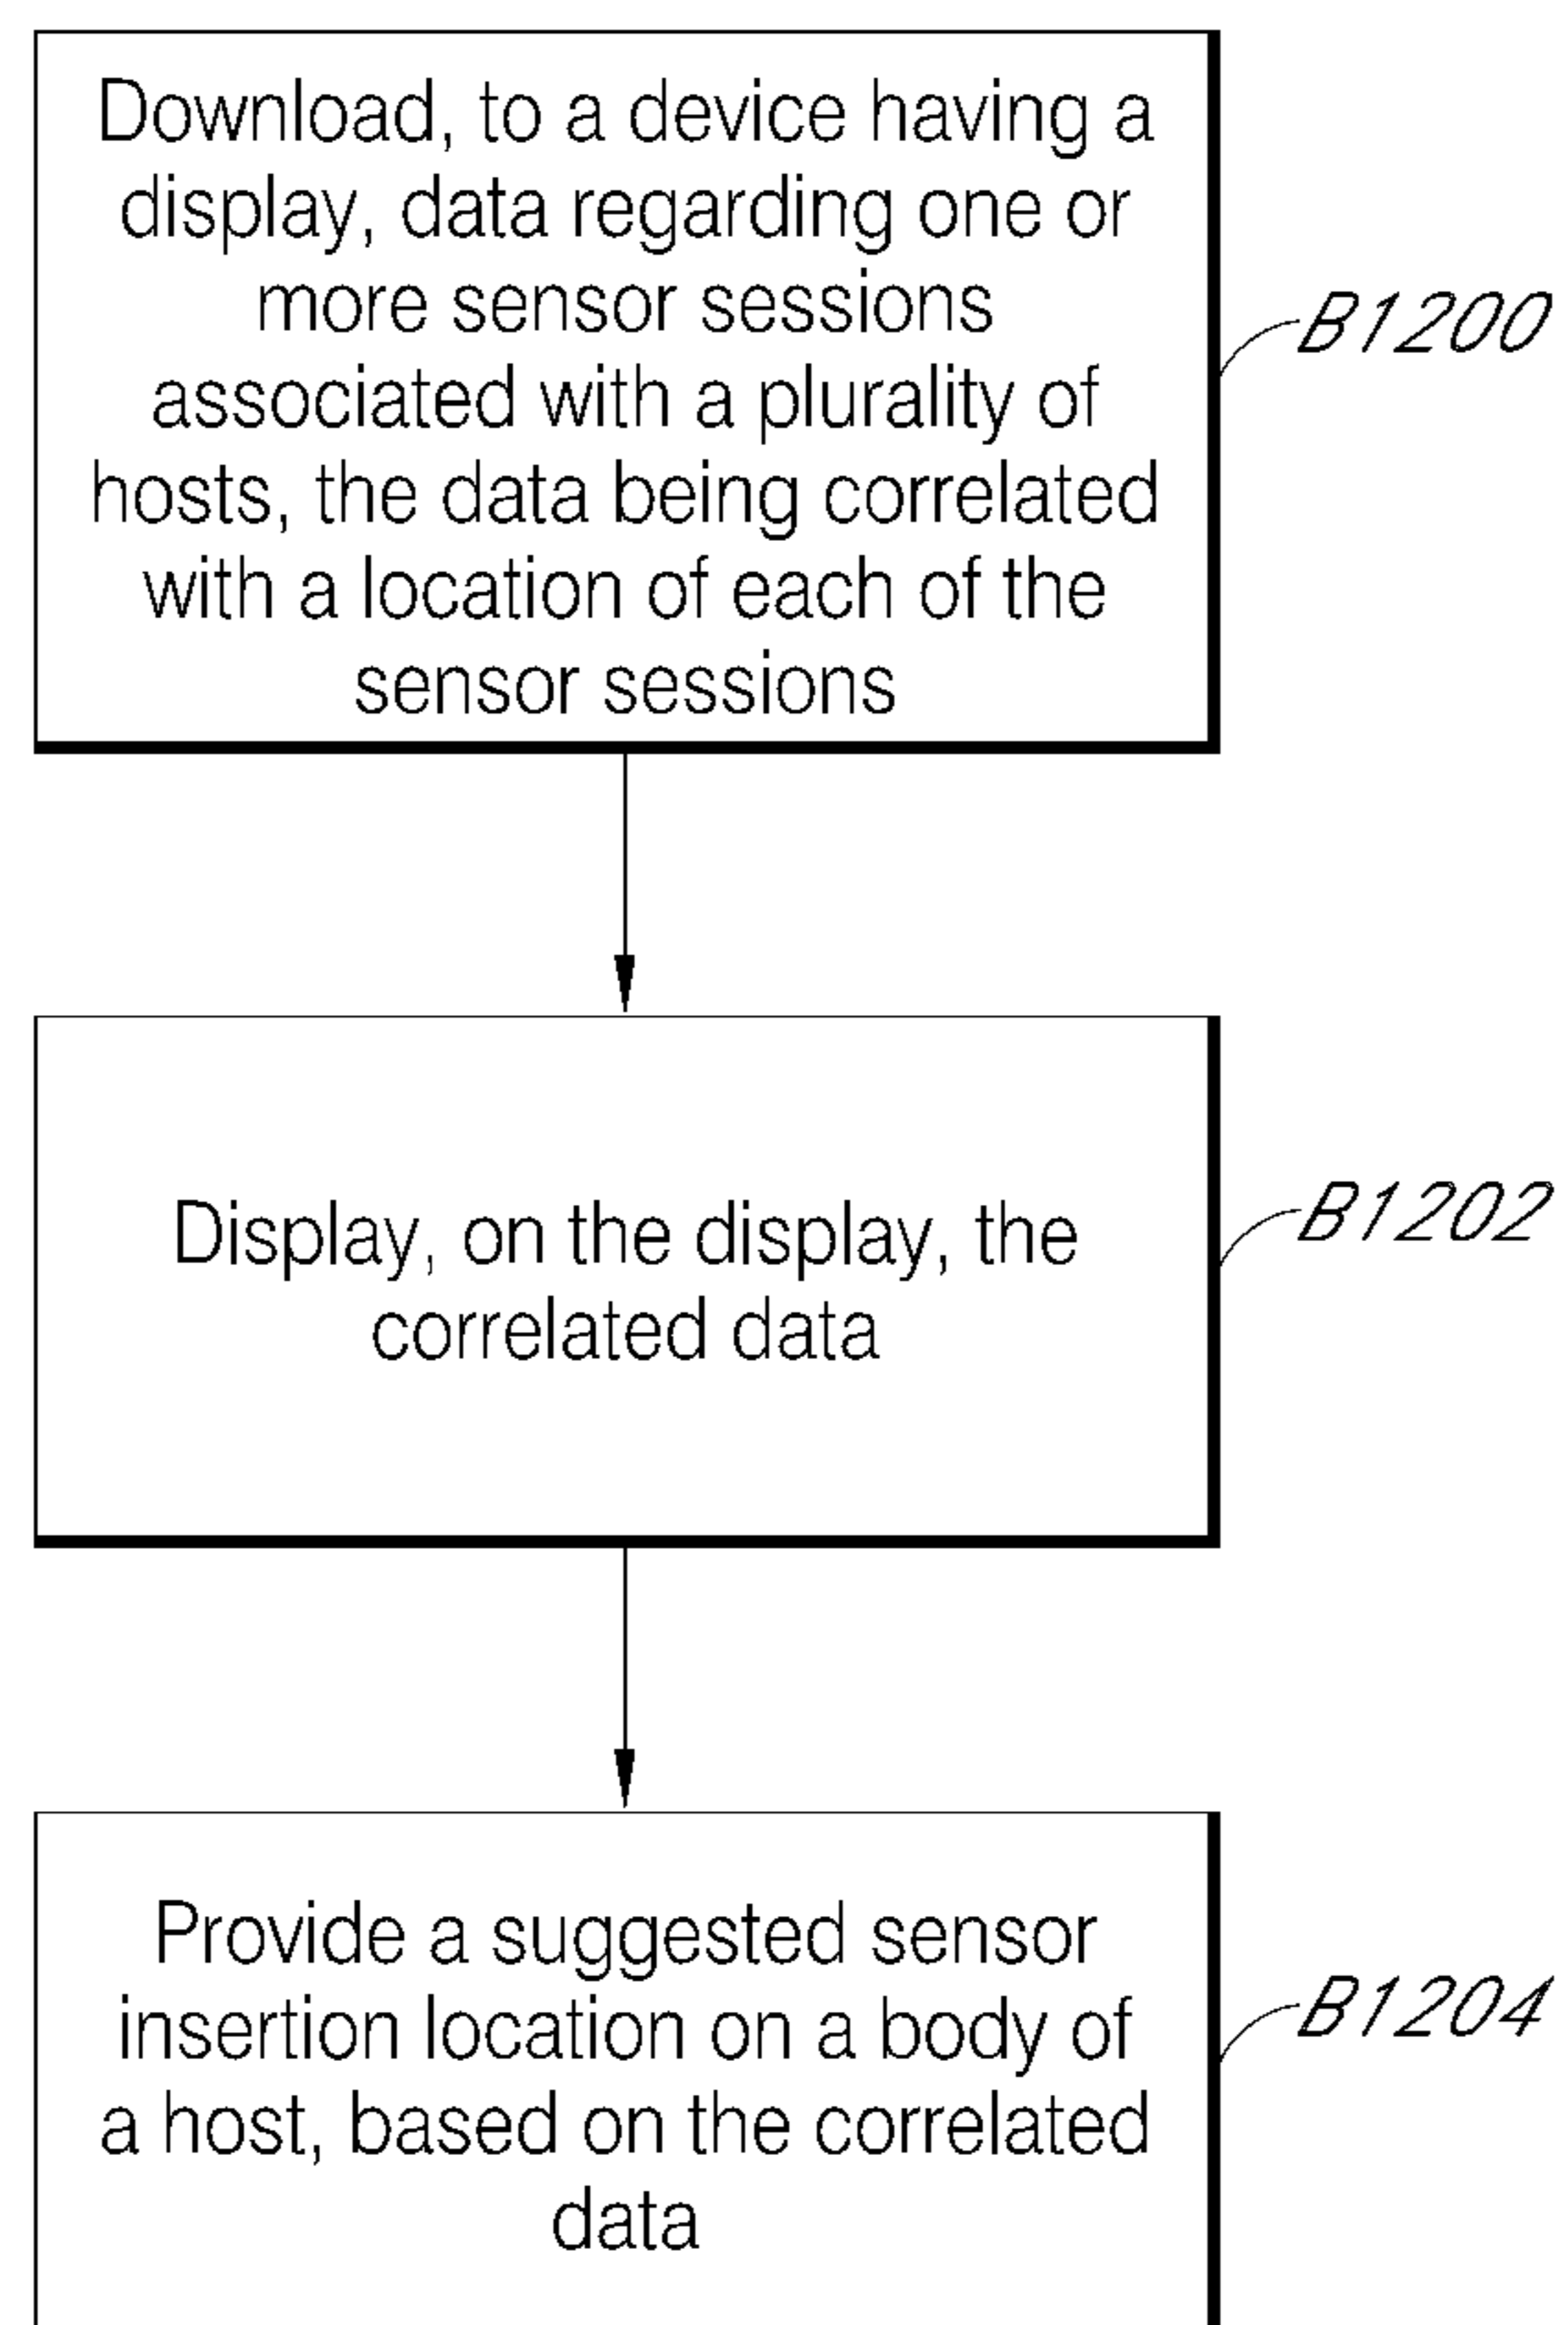 Download, to a device having a
display, data regarding one or
more sensor sessions
associated with a plurality of
hosts, the data being correlated
with a location of each of the
sensor sessions
B1200
Display, on the display, the
correlated data
B1202
Provide a suggested sensor
insertion location on a body of
a host, based on the correlated
data
B1204